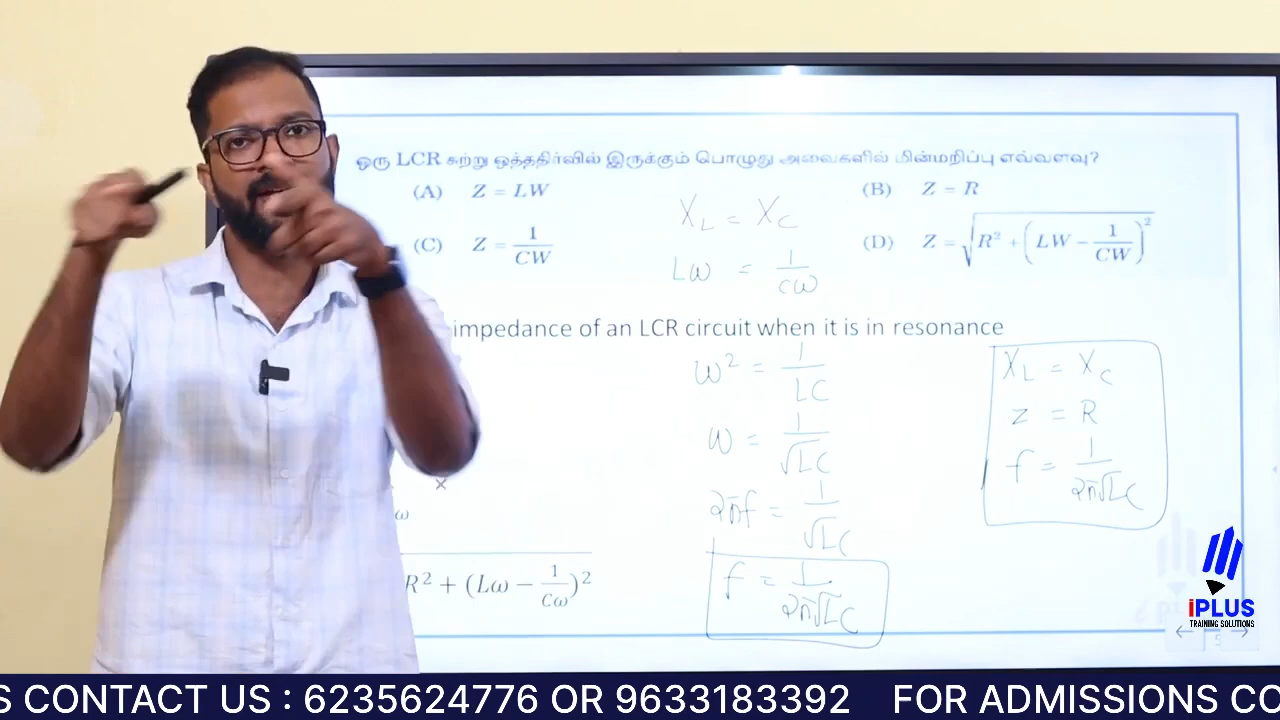 ஒரு LCR சுற்று ஒத்ததிர்வில் இருக்கும் பொழுது அவைகளில் மின்மறிப்பு எவ்வளவு?
(A) Z = LW
(B) Z = R
(C) Z = 1/CW
(D) Z = √(R² + (LW − 1/CW)²)
X_L = X_C
Lω = 1/Cω
impedance of an LCR circuit when it is in resonance
ω² = 1/LC
ω = 1/√LC
2πf = 1/√LC
f = 1/2π√LC
X_L = X_C
Z = R
f = 1/2π√LC
×
ω
R² + (Lω − 1/Cω)²
iPLUS
TRAINING SOLUTIONS
S CONTACT US : 6235624776 OR 9633183392 FOR ADMISSIONS CO